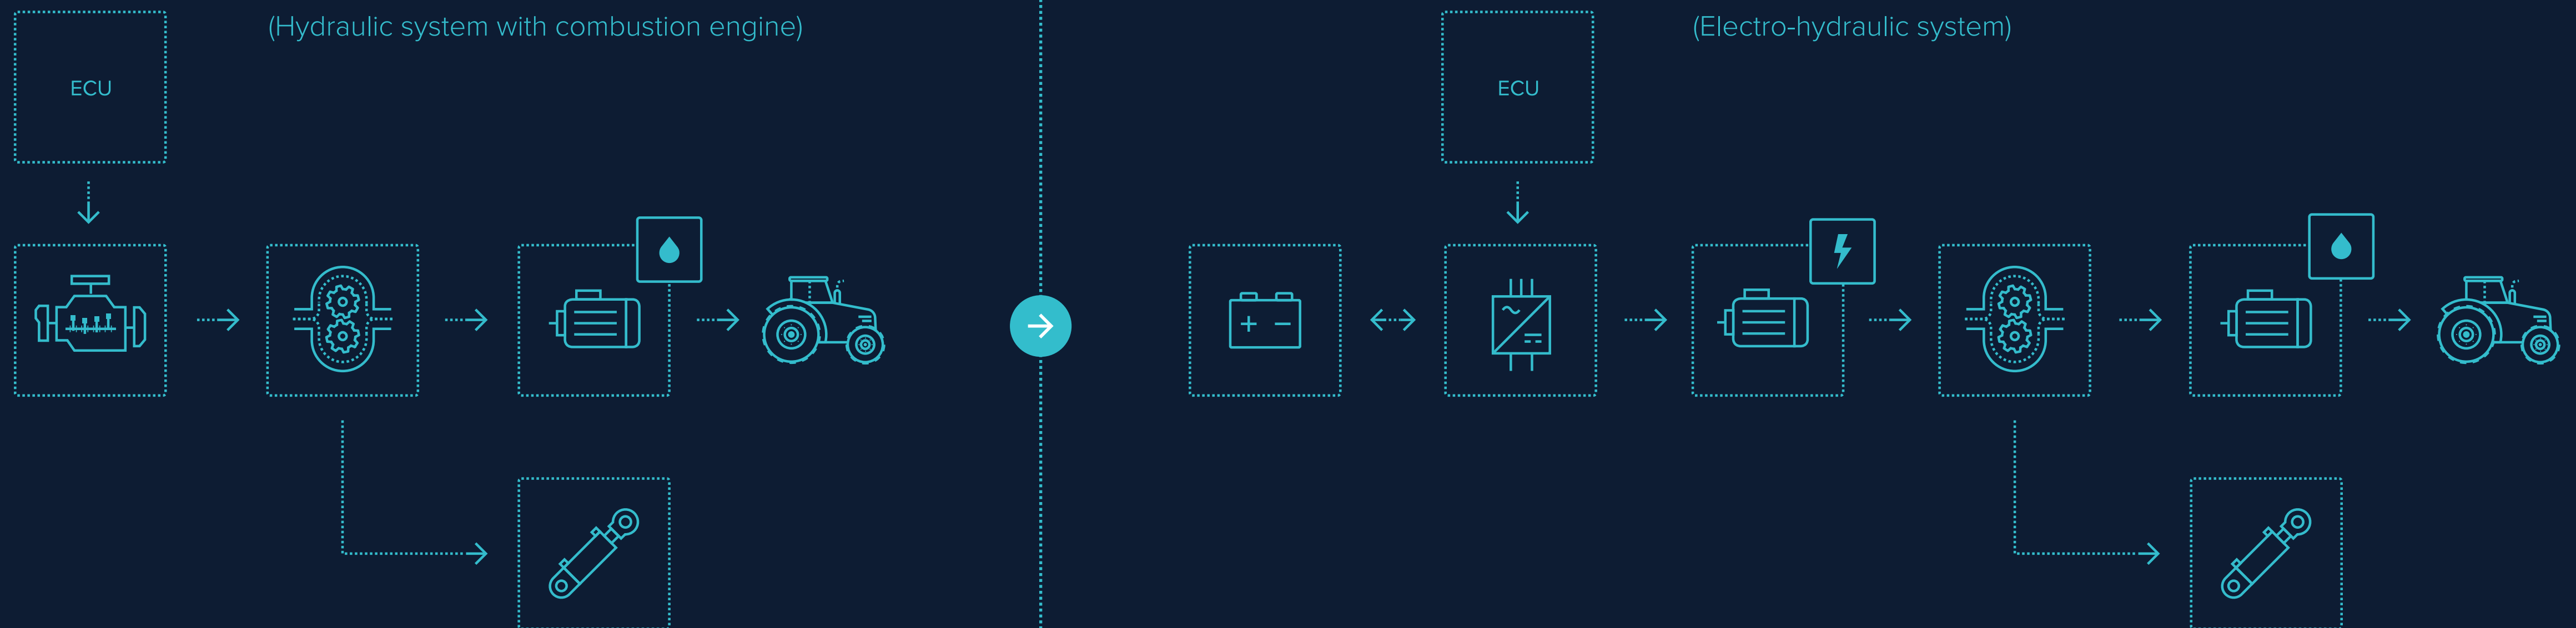 (Hydraulic system with combustion engine)
ECU
(Electro-hydraulic system)
ECU